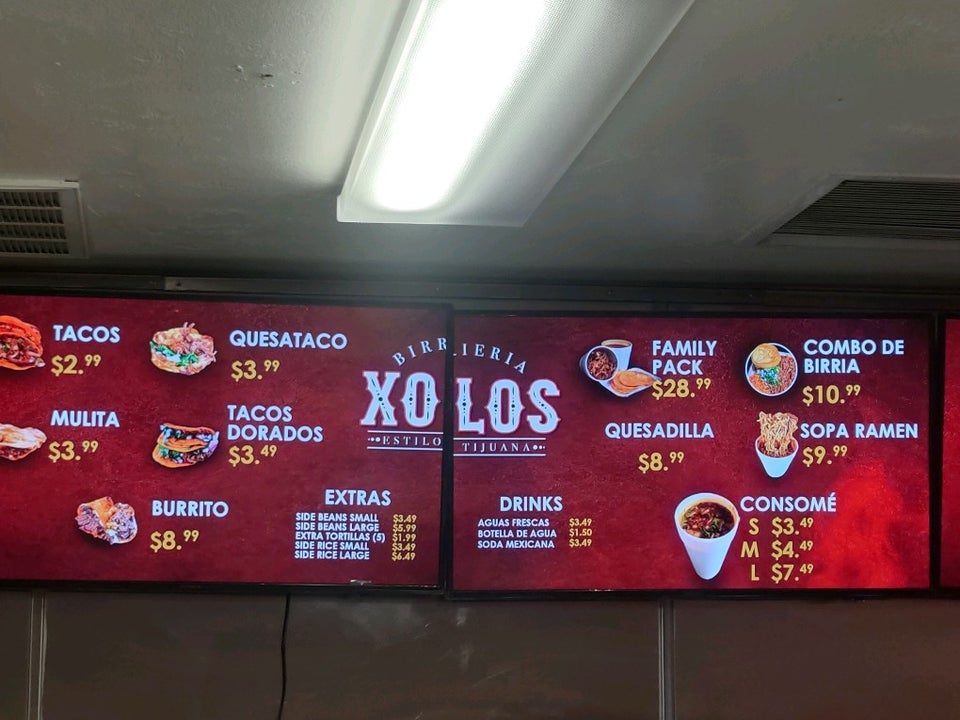 TACOS
$2.99
QUESATACO
$3.99
MULITA
$3.99
TACOS
DORADOS
$3.49
BURRITO
$8.99
EXTRAS
SIDE BEANS SMALL $3.49
SIDE BEANS LARGE $5.99
EXTRA TORTILLAS (5) $1.99
SIDE RICE SMALL $3.49
SIDE RICE LARGE $6.49
BIRRIERIA
XOLOS
ESTILO TIJUANA
FAMILY
PACK
$28.99
COMBO DE
BIRRIA
$10.99
QUESADILLA
$8.99
SOPA RAMEN
$9.99
DRINKS
AGUAS FRESCAS $3.49
BOTELLA DE AGUA $1.50
SODA MEXICANA $3.49
CONSOMÉ
S $3.49
M $4.49
L $7.49